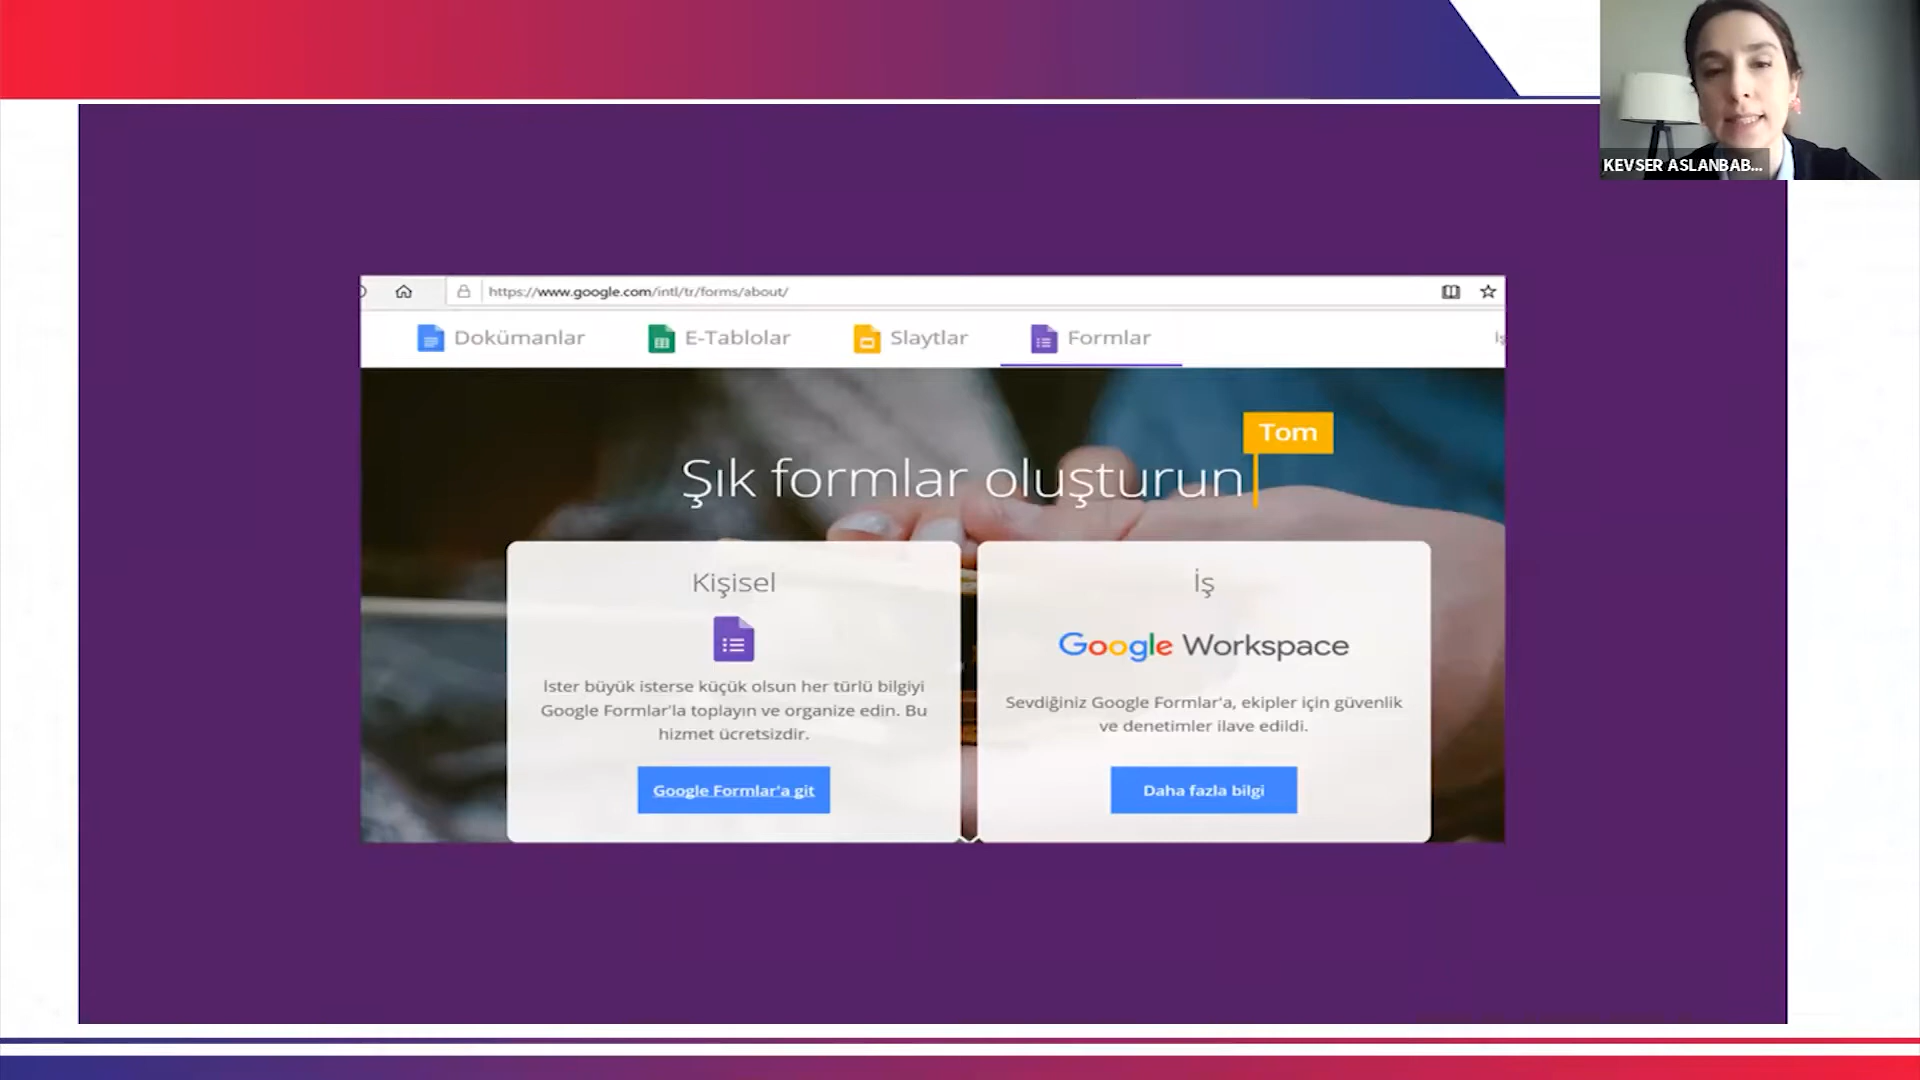 KEVSER ASLANBAB...
https://www.google.com/intl/tr/forms/about/
Dokümanlar
E-Tablolar
Slaytlar
Formlar
Tom
Şık formlar oluşturun
Kişisel
İster büyük isterse küçük olsun her türlü bilgiyi
Google Formlar'la toplayın ve organize edin. Bu
hizmet ücretsizdir.
Google Formlar'a git
İş
Google Workspace
Sevdiğiniz Google Formlar'a, ekipler için güvenlik
ve denetimler ilave edildi.
Daha fazla bilgi